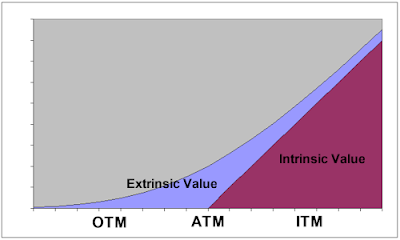 Extrinsic Value
Intrinsic Value
OTM ATM ITM